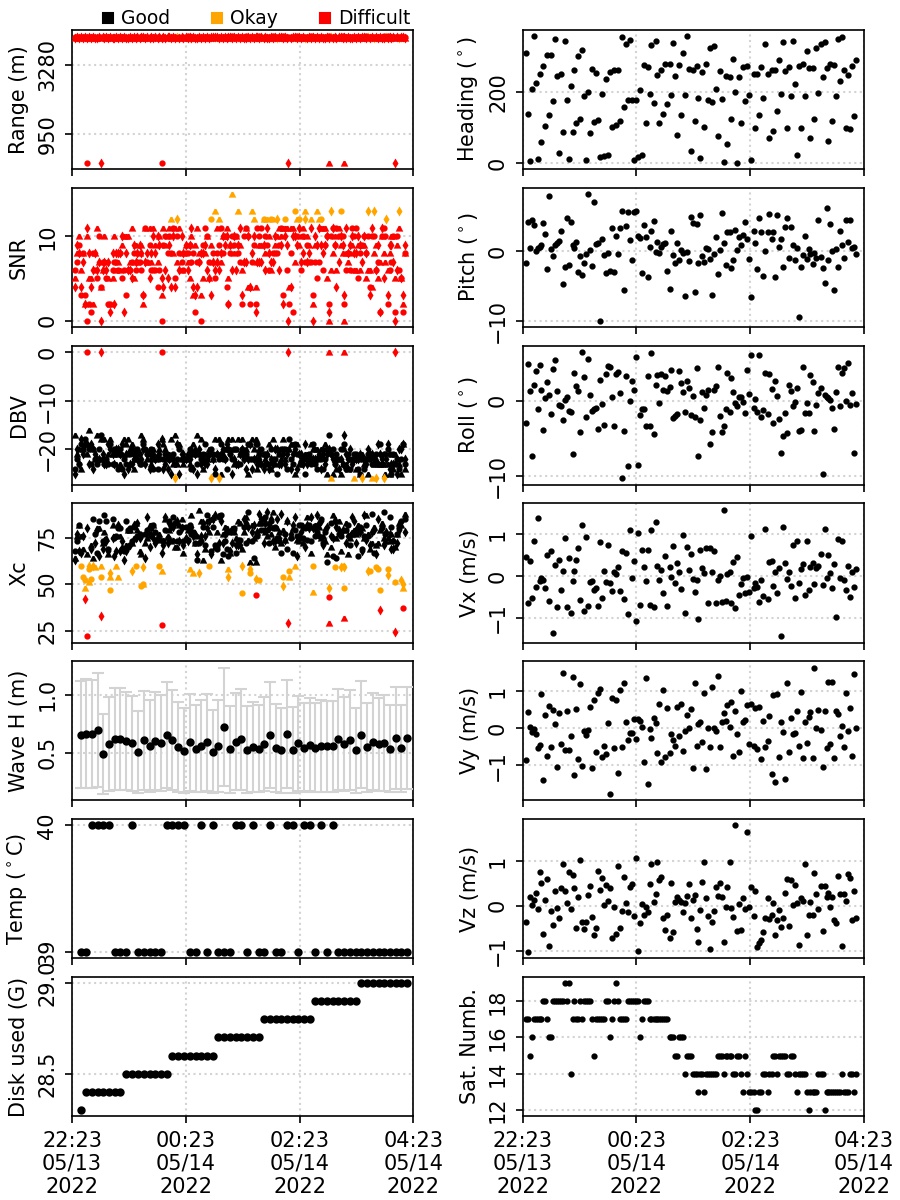 Good Okay Difficult
Range (m)
3280
950
Heading (°)
200
0
SNR
10
0
Pitch (°)
0
−10
DBV
0
−10
−20
Roll (°)
0
−10
Xc
75
50
25
Vx (m/s)
1
0
−1
Wave H (m)
1.0
0.5
Vy (m/s)
1
0
−1
Temp (°C)
40
39
Vz (m/s)
1
0
−1
Disk used (G)
29.0
28.5
Sat. Numb.
18
16
14
12
22:23 00:23 02:23 04:23
05/13 05/14 05/14 05/14
2022 2022 2022 2022
22:23 00:23 02:23 04:23
05/13 05/14 05/14 05/14
2022 2022 2022 2022